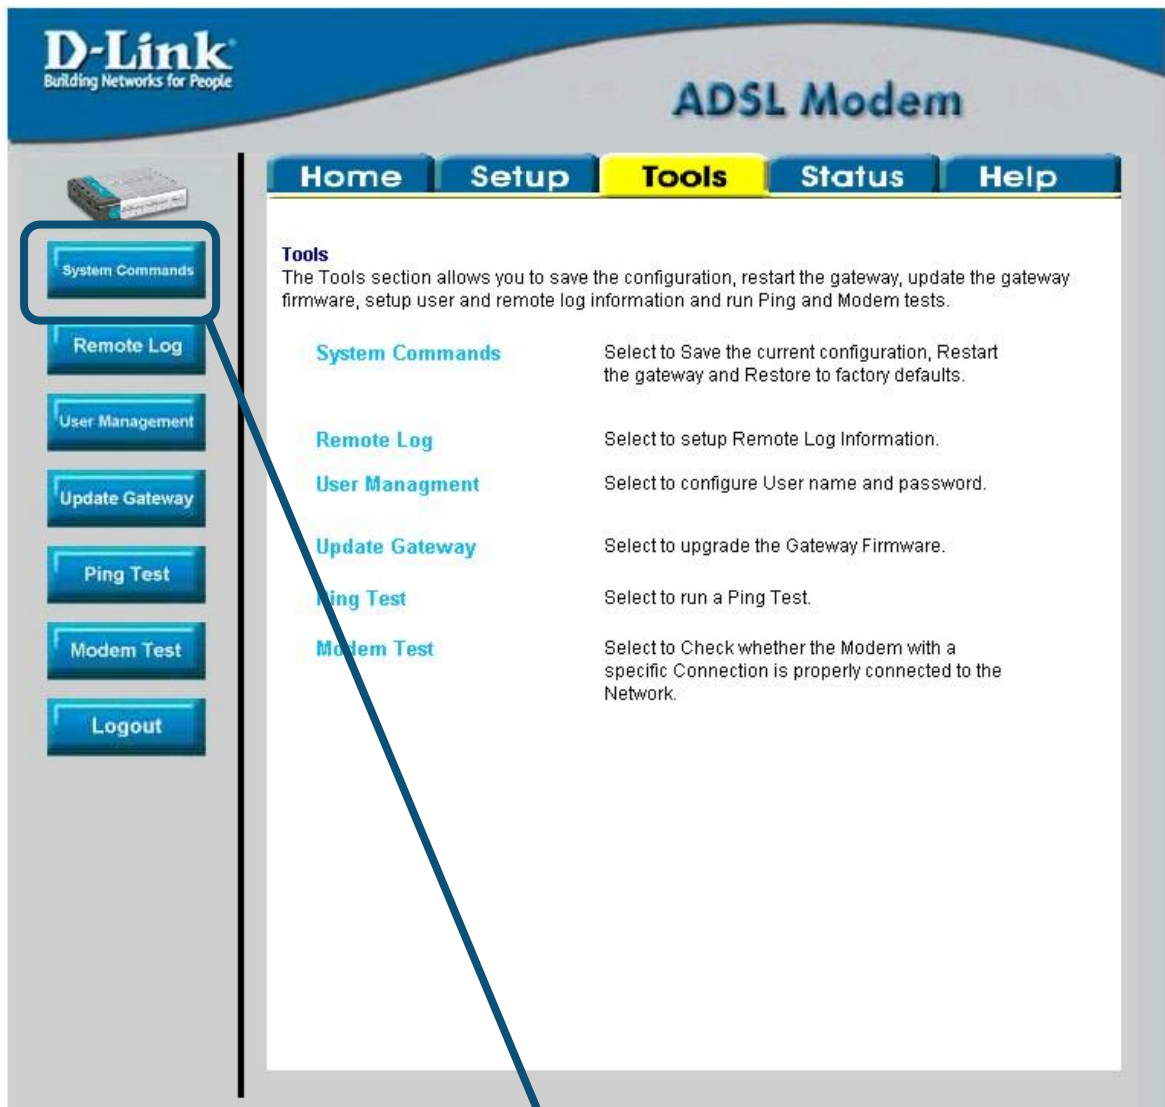 D-Link
Building Networks for People
ADSL Modem
Home Setup Tools Status Help
System Commands
Remote Log
User Management
Update Gateway
Ping Test
Modem Test
Logout
Tools
The Tools section allows you to save the configuration, restart the gateway, update the gateway
firmware, setup user and remote log information and run Ping and Modem tests.
System Commands Select to Save the current configuration, Restart
the gateway and Restore to factory defaults.
Remote Log Select to setup Remote Log Information.
User Managment Select to configure User name and password.
Update Gateway Select to upgrade the Gateway Firmware.
Ping Test Select to run a Ping Test.
Modem Test Select to Check whether the Modem with a
specific Connection is properly connected to the
Network.